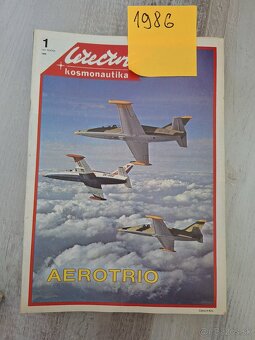 1986
Letectví
kosmonautika
1
AEROTRIO